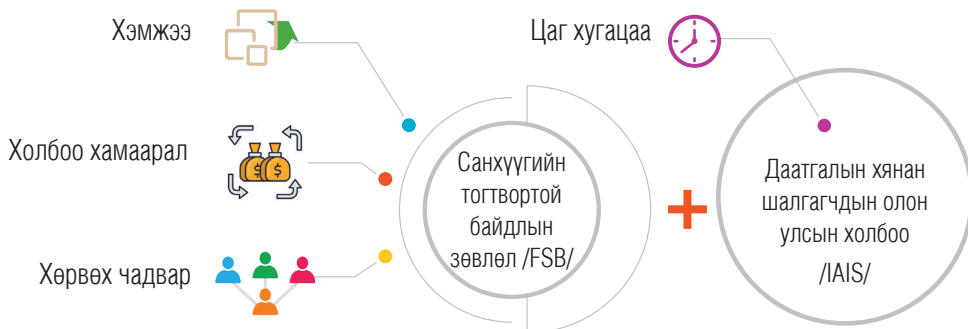 Хэмжээ
Холбоо хамаарал
Хөрвөх чадвар
Санхүүгийн
тогтвортой
байдлын
зөвлөл /FSB/
Цаг хугацаа
Даатгалын хянан
шалгагчдын олон
улсын холбоо
/IAIS/